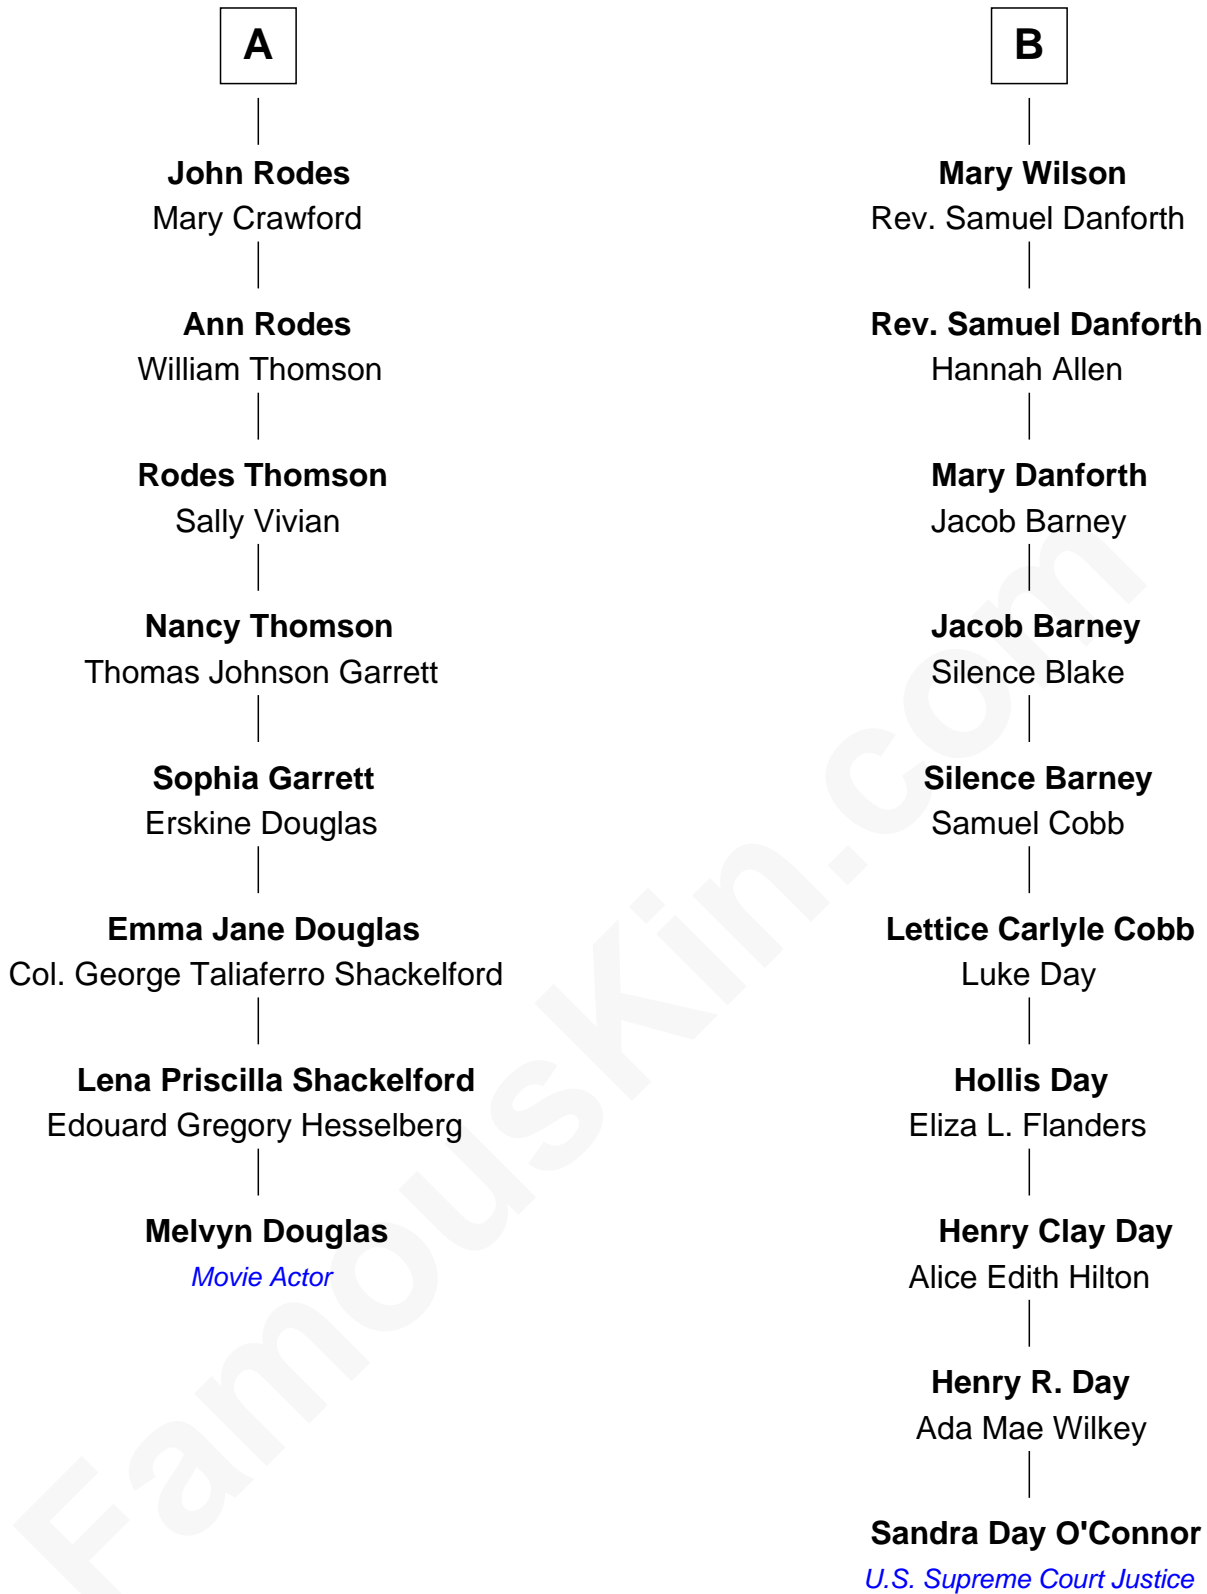 A
John Rodes
Mary Crawford
Ann Rodes
William Thomson
Rodes Thomson
Sally Vivian
Nancy Thomson
Thomas Johnson Garrett
Sophia Garrett
Erskine Douglas
Emma Jane Douglas
Col. George Taliaferro Shackelford
Lena Priscilla Shackelford
Edouard Gregory Hesselberg
Melvyn Douglas
Movie Actor
B
Mary Wilson
Rev. Samuel Danforth
Rev. Samuel Danforth
Hannah Allen
Mary Danforth
Jacob Barney
Jacob Barney
Silence Blake
Silence Barney
Samuel Cobb
Lettice Carlyle Cobb
Luke Day
Hollis Day
Eliza L. Flanders
Henry Clay Day
Alice Edith Hilton
Henry R. Day
Ada Mae Wilkey
Sandra Day O'Connor
U.S. Supreme Court Justice
FamousKin.com